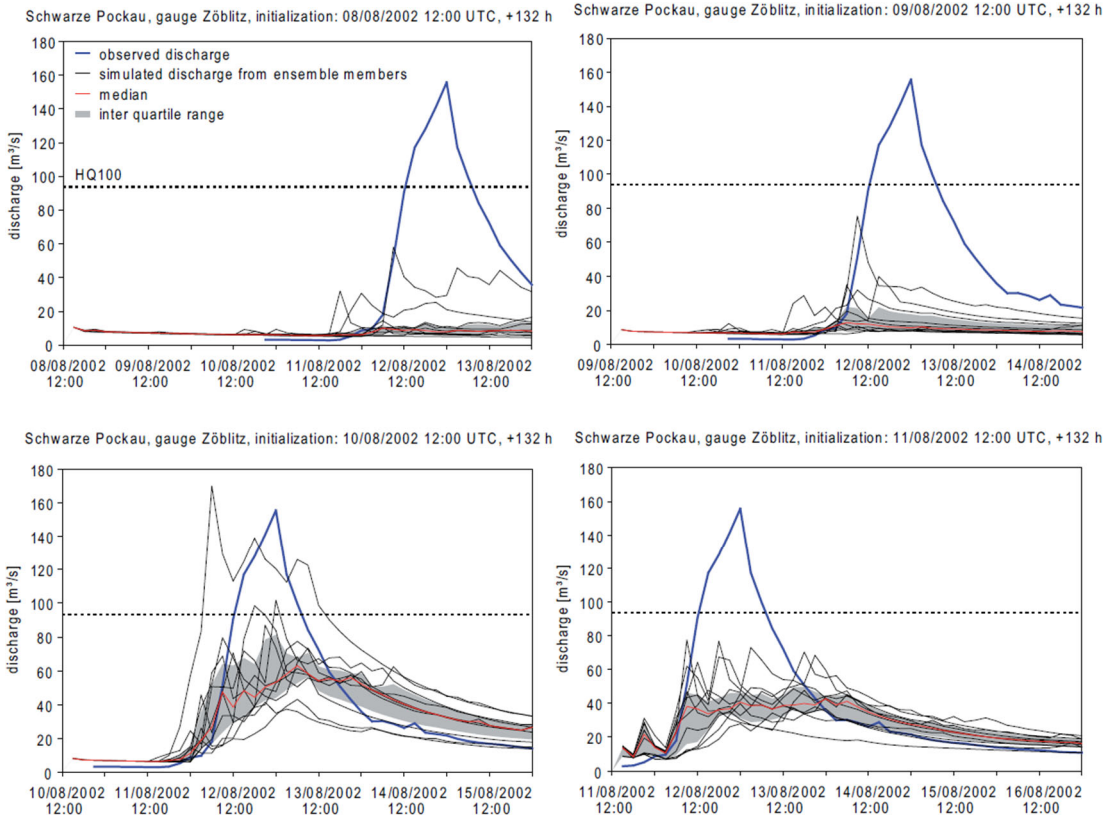 Schwarze Pockau, gauge Zöblitz, initialization: 08/08/2002 12:00 UTC, +132 h
180
160
140
120
100
80
60
40
20
0
discharge [m³/s]
observed discharge
simulated discharge from ensemble members
median
inter quartile range
HQ100
08/08/2002 09/08/2002 10/08/2002 11/08/2002 12/08/2002 13/08/2002
12:00 12:00 12:00 12:00 12:00 12:00
Schwarze Pockau, gauge Zöblitz, initialization: 09/08/2002 12:00 UTC, +132 h
180
160
140
120
100
80
60
40
20
0
discharge [m³/s]
09/08/2002 10/08/2002 11/08/2002 12/08/2002 13/08/2002 14/08/2002
12:00 12:00 12:00 12:00 12:00 12:00
Schwarze Pockau, gauge Zöblitz, initialization: 10/08/2002 12:00 UTC, +132 h
180
160
140
120
100
80
60
40
20
0
discharge [m³/s]
10/08/2002 11/08/2002 12/08/2002 13/08/2002 14/08/2002 15/08/2002
12:00 12:00 12:00 12:00 12:00 12:00
Schwarze Pockau, gauge Zöblitz, initialization: 11/08/2002 12:00 UTC, +132 h
180
160
140
120
100
80
60
40
20
0
discharge [m³/s]
11/08/2002 12/08/2002 13/08/2002 14/08/2002 15/08/2002 16/08/2002
12:00 12:00 12:00 12:00 12:00 12:00